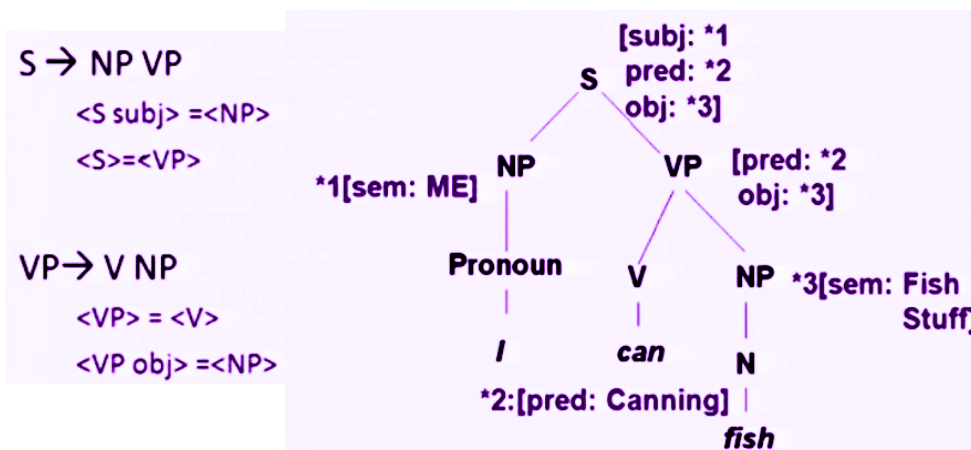 S → NP VP
<S subj> =<NP>
<S>=<VP>
VP→ V NP
<VP> = <V>
<VP obj> =<NP>
[subj: *1
pred: *2
obj: *3]
S
NP
*1[sem: ME]
VP
[pred: *2
obj: *3]
Pronoun
V
NP
*3[sem: Fish
Stuff]
I
can
N
*2:[pred: Canning]
fish